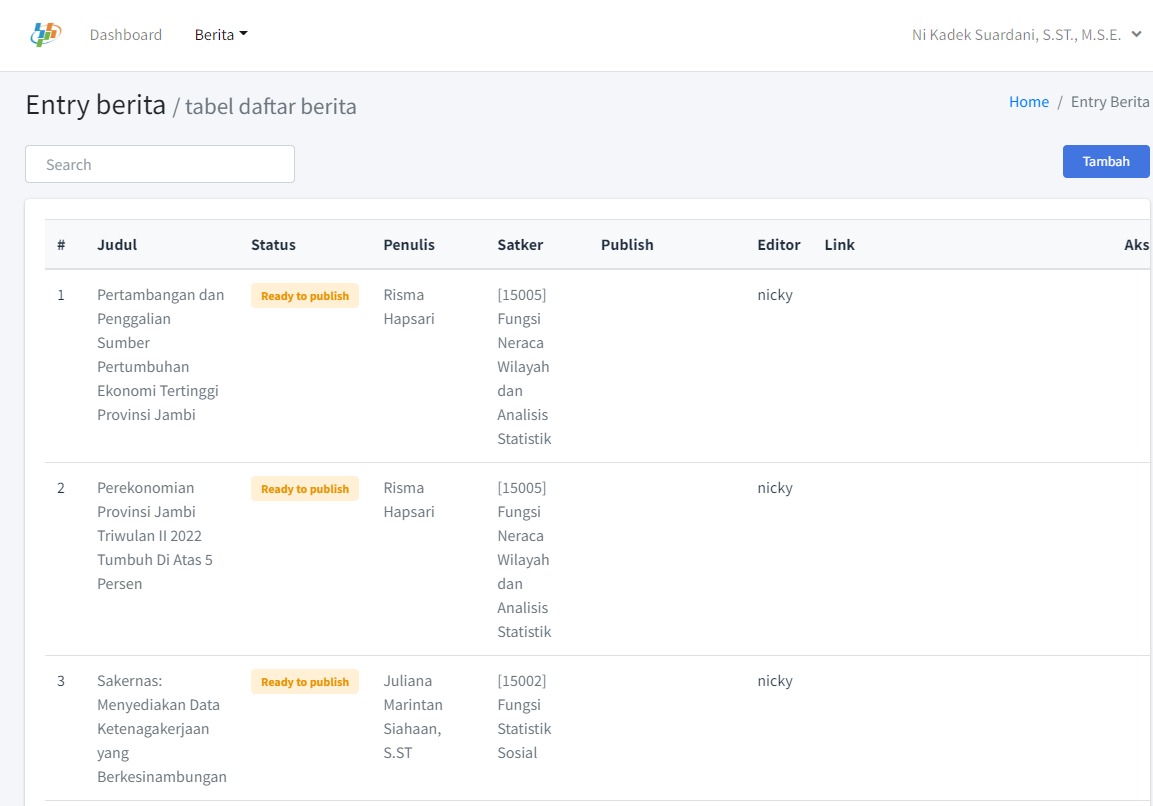 Dashboard Berita Ni Kadek Suardani, S.ST., M.S.E.
Entry berita / tabel daftar berita Home / Entry Berita
Search Tambah
# Judul Status Penulis Satker Publish Editor Link Aks
1 Pertambangan dan Ready to publish Risma [15005] nicky
Penggalian Hapsari Fungsi
Sumber Neraca
Pertumbuhan Wilayah
Ekonomi Tertinggi dan
Provinsi Jambi Analisis
Statistik
2 Perekonomian Ready to publish Risma [15005] nicky
Provinsi Jambi Hapsari Fungsi
Triwulan II 2022 Neraca
Tumbuh Di Atas 5 Wilayah
Persen dan
Analisis
Statistik
3 Sakernas: Ready to publish Juliana [15002] nicky
Menyediakan Data Marintan Fungsi
Ketenagakerjaan Siahaan, Statistik
yang S.ST Sosial
Berkesinambungan